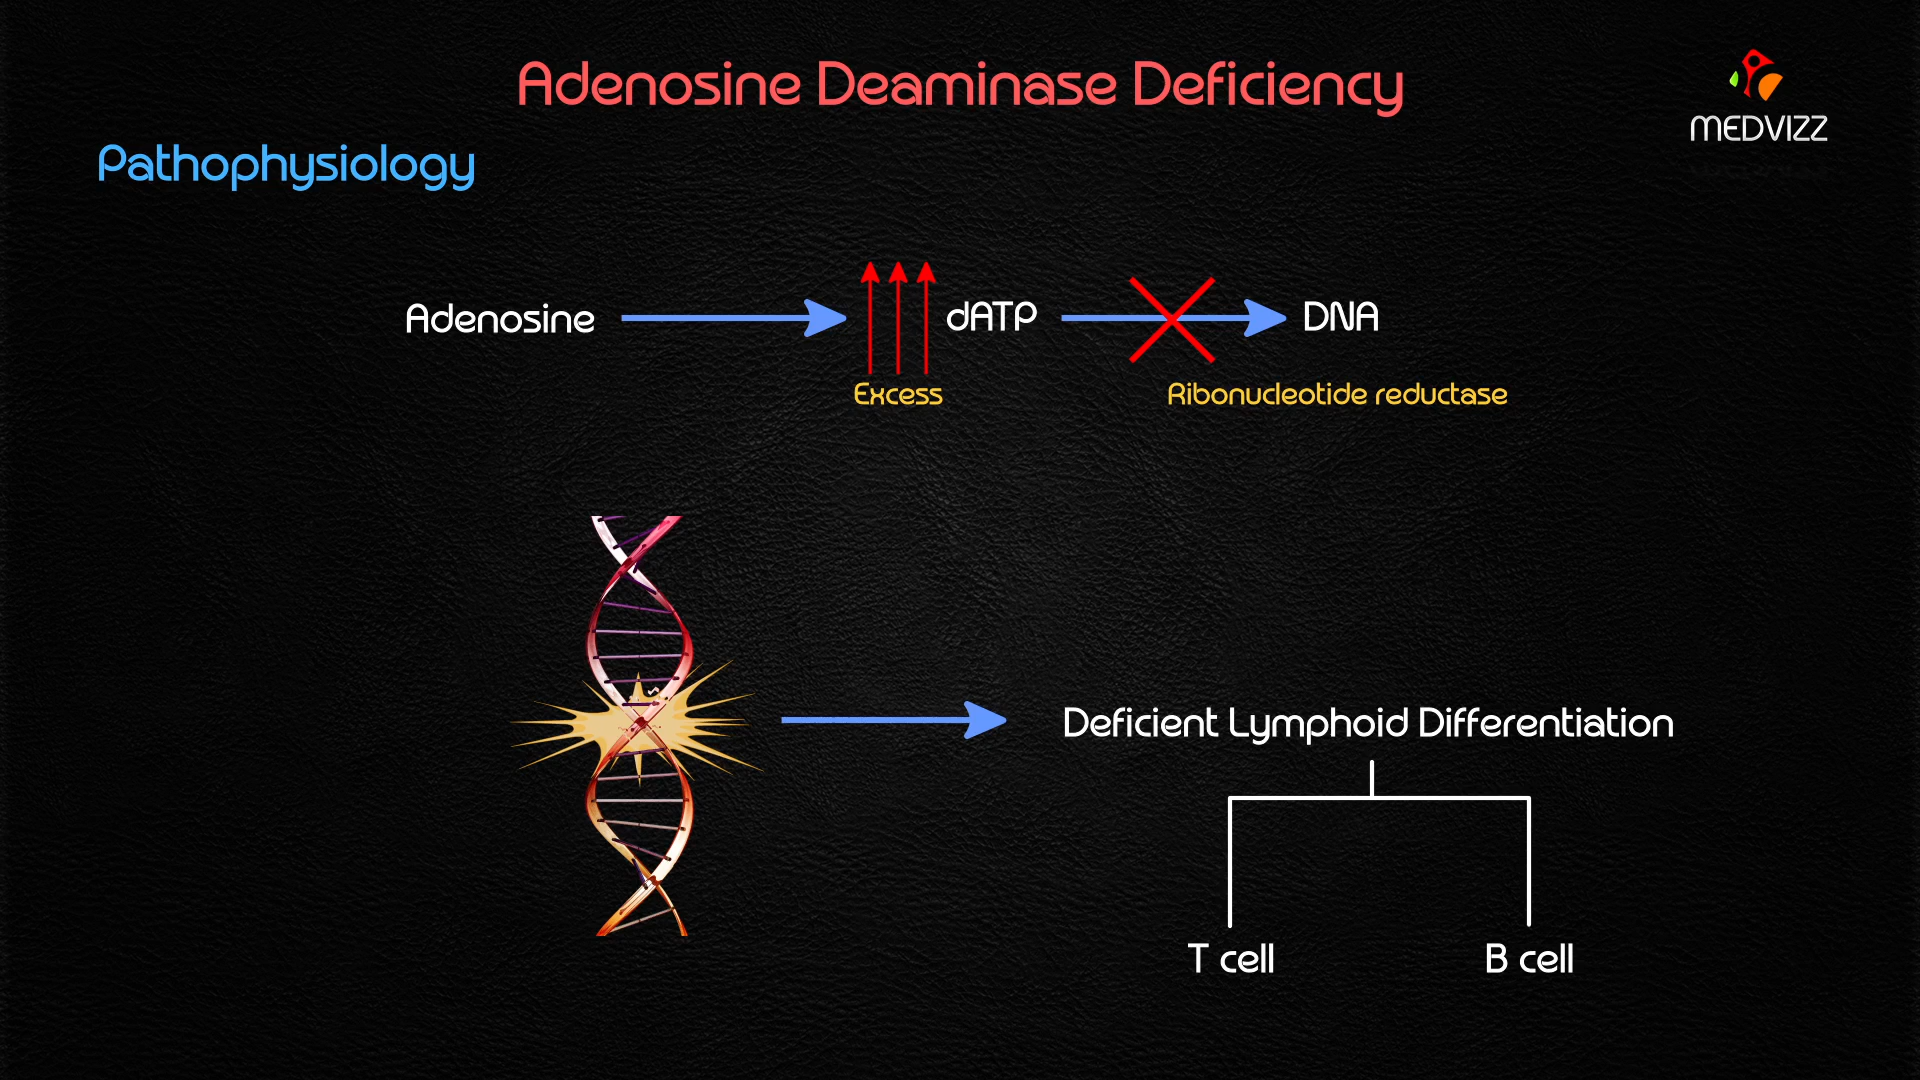 Adenosine Deaminase Deficiency
MEDVIZZ
Pathophysiology
Adenosine
dATP
DNA
Excess
Ribonucleotide reductase
Deficient Lymphoid Differentiation
T cell
B cell